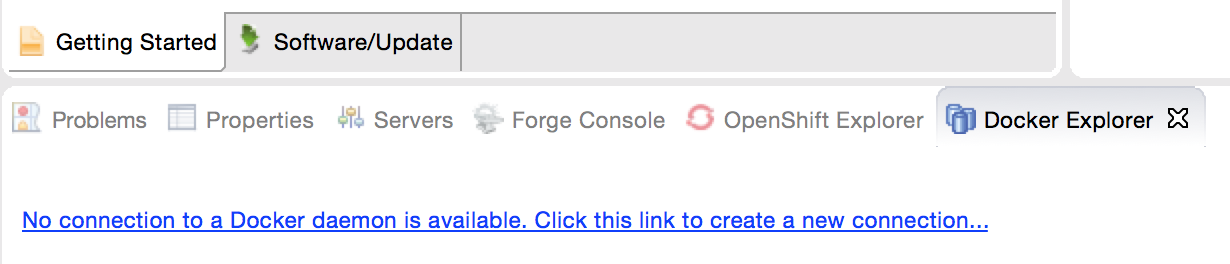 Getting Started Software/Update
Problems Properties Servers Forge Console OpenShift Explorer Docker Explorer
No connection to a Docker daemon is available. Click this link to create a new connection...